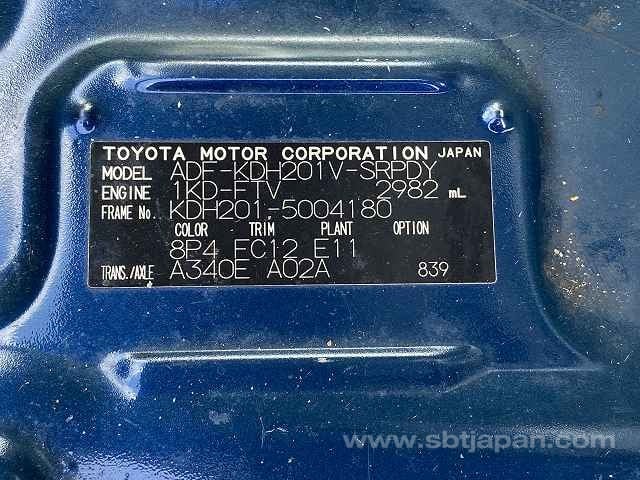 TOYOTA MOTOR CORPORATION JAPAN
MODEL ADF-KDH201V-SRPDY
ENGINE 1KD-FTV 2982 mL
FRAME No. KDH201-5004180
COLOR TRIM PLANT OPTION
8P4 FC12 E11
TRANS./AXLE A340E A02A 839
www.sbtjapan.com